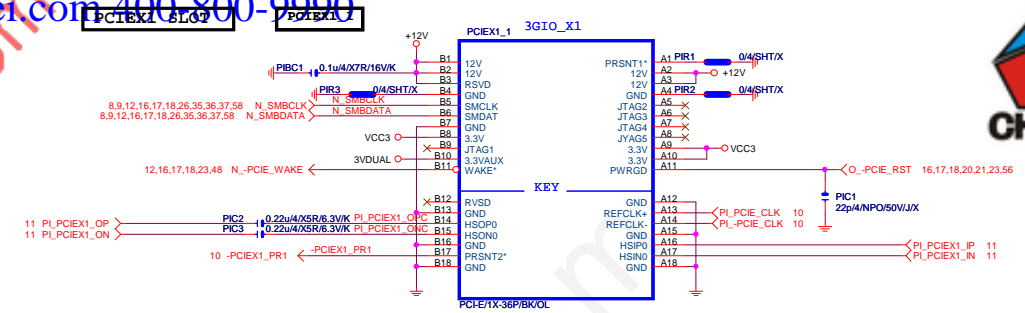 ei.com 400-800-9990
PCIEX1 SLOT
PCIEX1
3GIO_X1
PCIEX1_1
+12V
PIBC1 0.1u/4/X7R/16V/K
PIR3 0/4/SHT/X
8,9,12,16,17,18,26,35,36,37,58 N_SMBCLK N_SMBCLK
8,9,12,16,17,18,26,35,36,37,58 N_SMBDATA N_SMBDATA
VCC3
3VDUAL
12,16,17,18,23,48 N_-PCIE_WAKE
11 PI_PCIEX1_OP PIC2 0.22u/4/X5R/6.3V/K PI_PCIEX1_OPC
11 PI_PCIEX1_ON PIC3 0.22u/4/X5R/6.3V/K PI_PCIEX1_ONC
10 -PCIEX1_PR1 -PCIEX1_PR1
B1 12V
B2 12V
B3 RSVD
B4 GND
B5 SMCLK
B6 SMDAT
B7 GND
B8 3.3V
B9 JTAG1
B10 3.3VAUX
B11 WAKE*
KEY
B12 RVSD
B13 GND
B14 HSOP0
B15 HSON0
B16 GND
B17 PRSNT2*
B18 GND
PRSNT1* A1
12V A2
12V A3
GND A4
JTAG2 A5
JTAG3 A6
JTAG4 A7
JYAG5 A8
3.3V A9
3.3V A10
PWRGD A11
GND A12
REFCLK+ A13
REFCLK- A14
GND A15
HSIP0 A16
HSIN0 A17
GND A18
PIR1 0/4/SHT/X
+12V
PIR2 0/4/SHT/X
VCC3
O_-PCIE_RST 16,17,18,20,21,23,56
PIC1
22p/4/NPO/50V/J/X
PI_PCIE_CLK 10
PI_-PCIE_CLK 10
PI_PCIEX1_IP 11
PI_PCIEX1_IN 11
PCI-E/1X-36P/BK/OL
CH